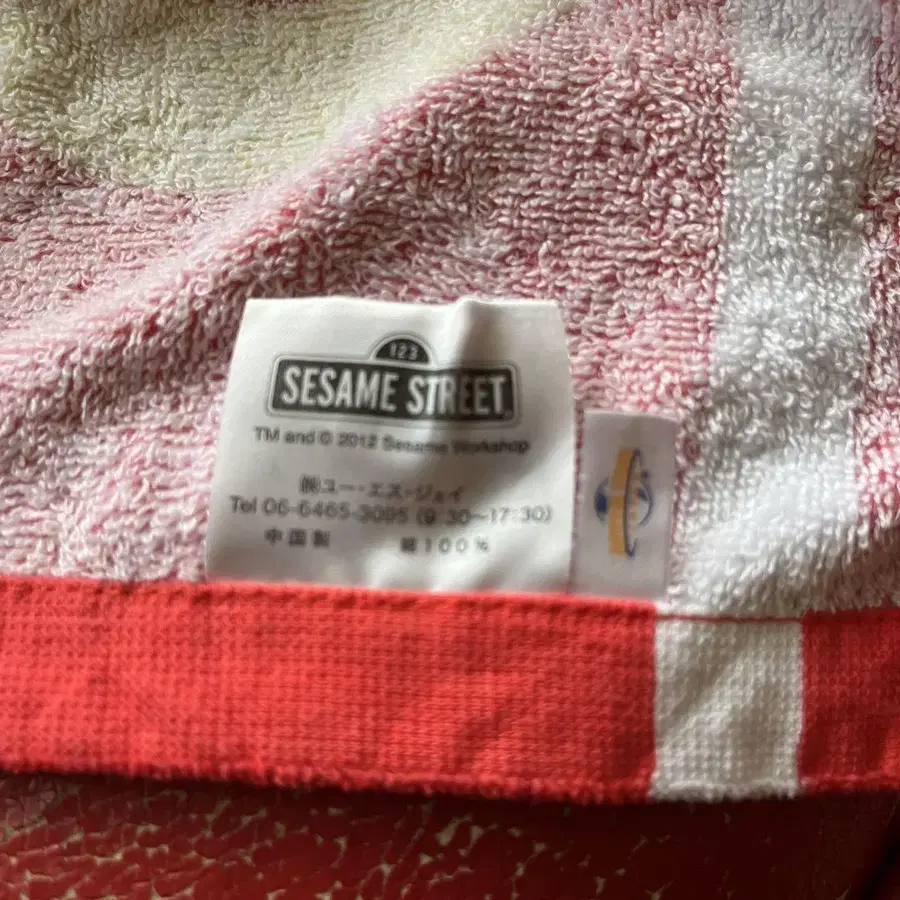 123
SESAME STREET
TM and © 2012 Sesame Workshop
㈱ユー・エス・ジェイ
Tel 06-6465-3095 (9:30~17:30)
中国製 綿100%